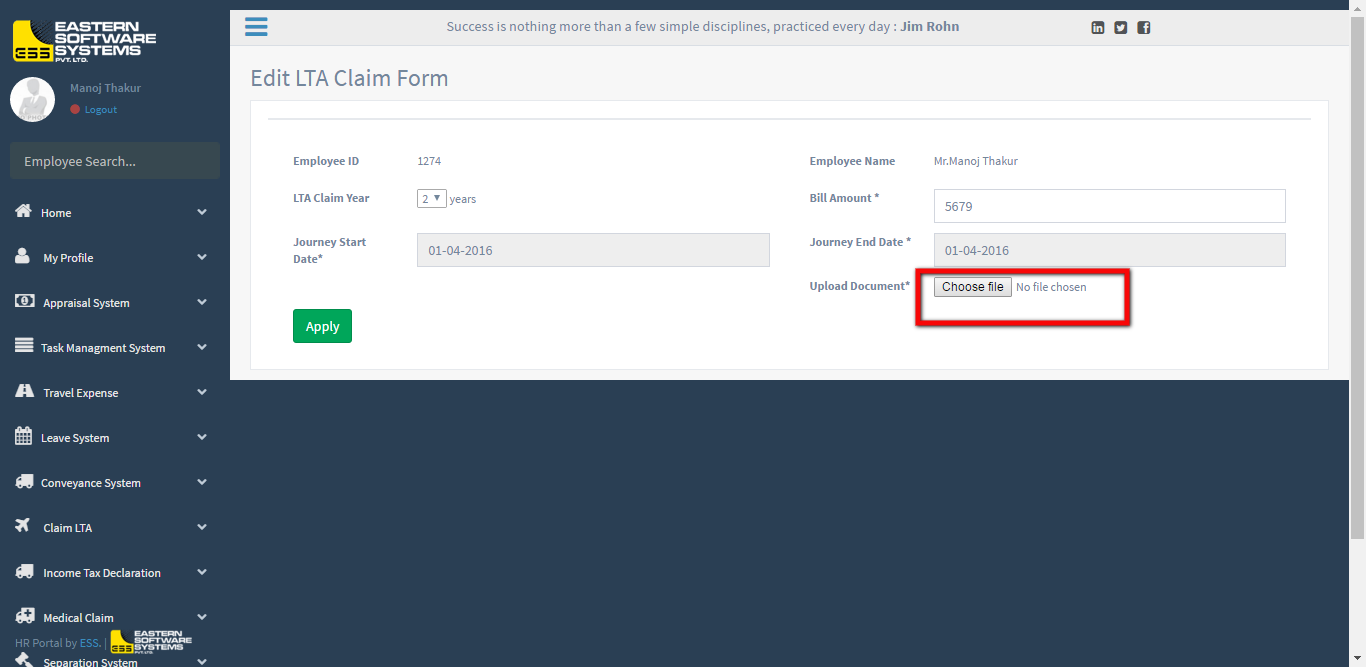 EASTERN
SOFTWARE
SYSTEMS
ESS
PVT. LTD.
Manoj Thakur
Logout
Employee Search...
Home
My Profile
Appraisal System
Task Managment System
Travel Expense
Leave System
Conveyance System
Claim LTA
Income Tax Declaration
Medical Claim
HR Portal by ESS. |
EASTERN
SOFTWARE
SYSTEMS
ESS
Separation System
Success is nothing more than a few simple disciplines, practiced every day : Jim Rohn
Edit LTA Claim Form
Employee ID 1274 Employee Name Mr.Manoj Thakur
LTA Claim Year 2 years Bill Amount * 5679
Journey Start
Date* 01-04-2016 Journey End Date * 01-04-2016
Upload Document* Choose file No file chosen
Apply